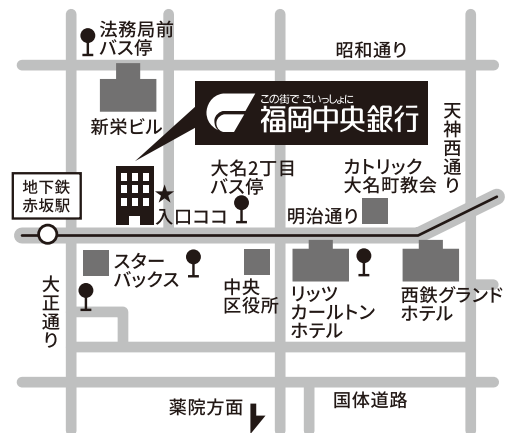 法務局前
バス停
昭和通り
新栄ビル
この街で ごいっしょに
福岡中央銀行
天神西通り
地下鉄
赤坂駅
大名2丁目
バス停
カトリック
大名町教会
入口ココ
明治通り
スター
バックス
中央
区役所
リッツ
カールトン
ホテル
西鉄グランド
ホテル
大正通り
薬院方面
国体道路